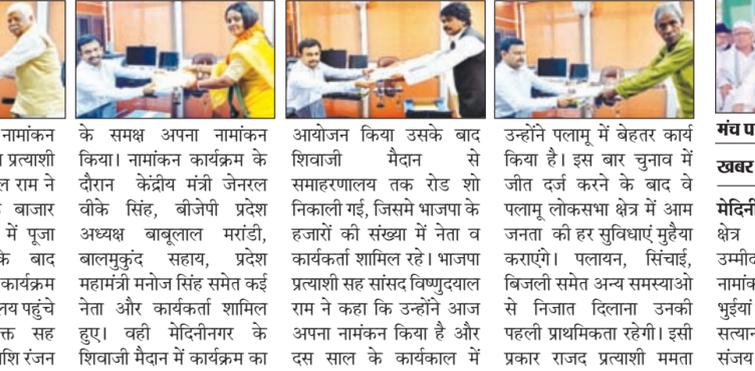 नामांकन
प्रत्याशी
ल राम ने
बाजार
में पूजा
के बाद
कार्यक्रम
लय पहुंचे
क्त सह
शशि रंजन
के समक्ष अपना नामांकन
किया। नामांकन कार्यक्रम के
दौरान केंद्रीय मंत्री जेनरल
वीके सिंह, बीजेपी प्रदेश
अध्यक्ष बाबूलाल मरांडी,
बालमुकुंद सहाय, प्रदेश
महामंत्री मनोज सिंह समेत कई
नेता और कार्यकर्ता शामिल
हुए। वही मेदिनीनगर के
शिवाजी मैदान में कार्यक्रम का
आयोजन किया उसके बाद
शिवाजी मैदान से
समाहरणालय तक रोड शो
निकाली गई, जिसमे भाजपा के
हजारों की संख्या में नेता व
कार्यकर्ता शामिल रहे। भाजपा
प्रत्याशी सह सांसद विष्णुदयाल
राम ने कहा कि उन्होंने आज
अपना नामंकन किया है और
दस साल के कार्यकाल में
उन्होंने पलामू में बेहतर कार्य
किया है। इस बार चुनाव में
जीत दर्ज करने के बाद वे
पलामू लोकसभा क्षेत्र में आम
जनता की हर सुविधाएं मुहैया
कराएंगे। पलायन, सिंचाई,
बिजली समेत अन्य समस्याओ
से निजात दिलाना उनकी
पहली प्राथमिकता रहेगी। इसी
प्रकार राजद प्रत्याशी ममता
मंच प
खबर
मेदिनी
क्षेत्र
उम्मीद
नामांक
भुईयां
सत्यान
संजय